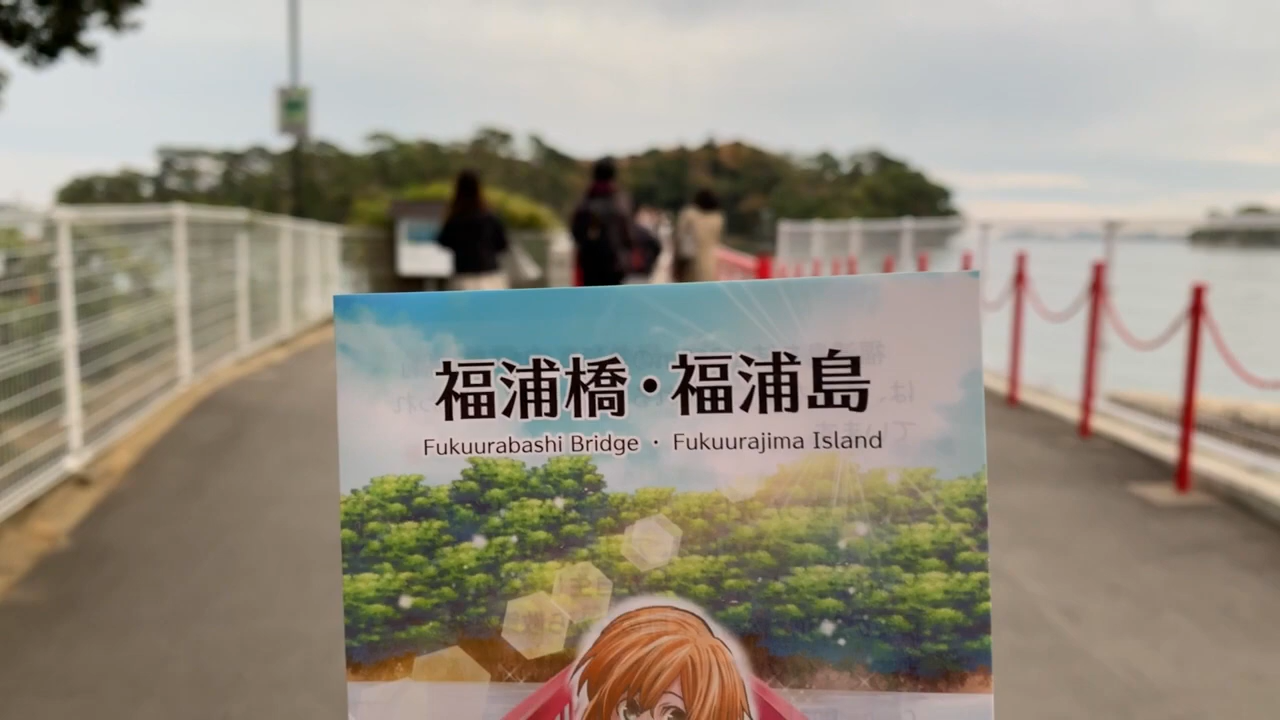 福浦橋・福浦島
Fukuurabashi Bridge · Fukuurajima Island